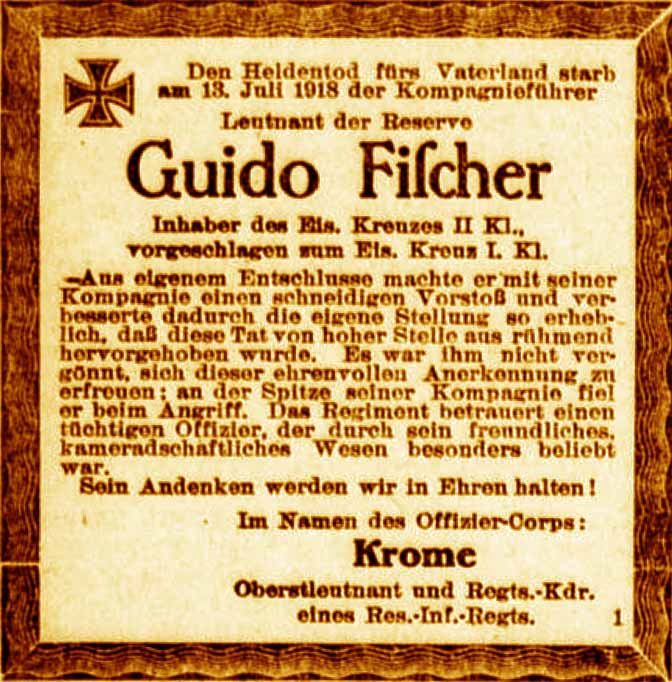 Den Heldentod fürs Vaterland starb
am 13. Juli 1918 der Kompagnieführer
Leutnant der Reserve
Guido Fiſcher
Inhaber des Eis. Kreuzes II Kl.,
vorgeschlagen zum Eis. Kreuz I. Kl.
Aus eigenem Entschlusse machte er mit seiner
Kompagnie einen schneidigen Vorstoß und ver-
besserte dadurch die eigene Stellung so erheb-
lich, daß diese Tat von hoher Stelle aus rühmend
hervorgehoben wurde. Es war ihm nicht ver-
gönnt, sich dieser ehrenvollen Anerkennung zu
erfreuen; an der Spitze seiner Kompagnie fiel
er beim Angriff. Das Regiment betrauert einen
tüchtigen Offizier, der durch sein freundliches,
kameradschaftliches Wesen besonders beliebt
war.
Sein Andenken werden wir in Ehren halten!
Im Namen des Offizier-Corps:
Krome
Oberstleutnant und Regts.-Kdr.
eines Res.-Inf.-Regts. 1